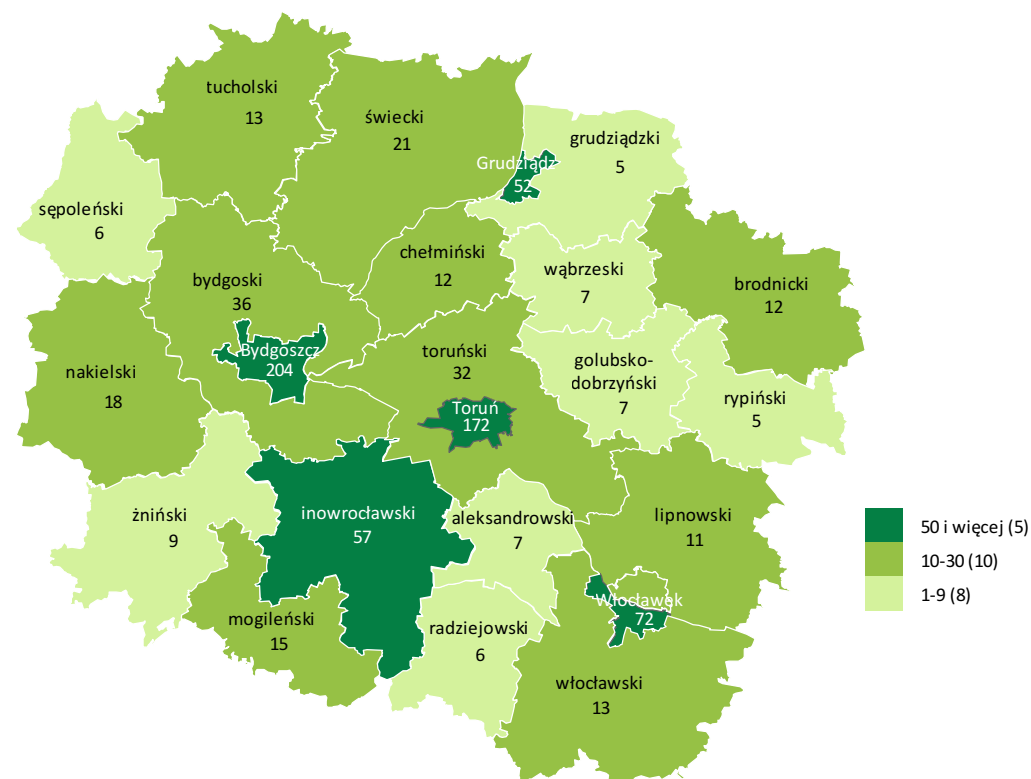 tucholski
13
świecki
21
grudziądzki
5
Grudziądz
52
sępoleński
6
chełmiński
12
wąbrzeski
7
brodnicki
12
bydgoski
36
Bydgoszcz
204
toruński
32
golubsko-
dobrzyński
7
nakielski
18
rypiński
5
Toruń
172
żniński
9
inowrocławski
57
aleksandrowski
7
lipnowski
11
Włocławek
72
mogileński
15
radziejowski
6
włocławski
13
50 i więcej (5)
10-30 (10)
1-9 (8)